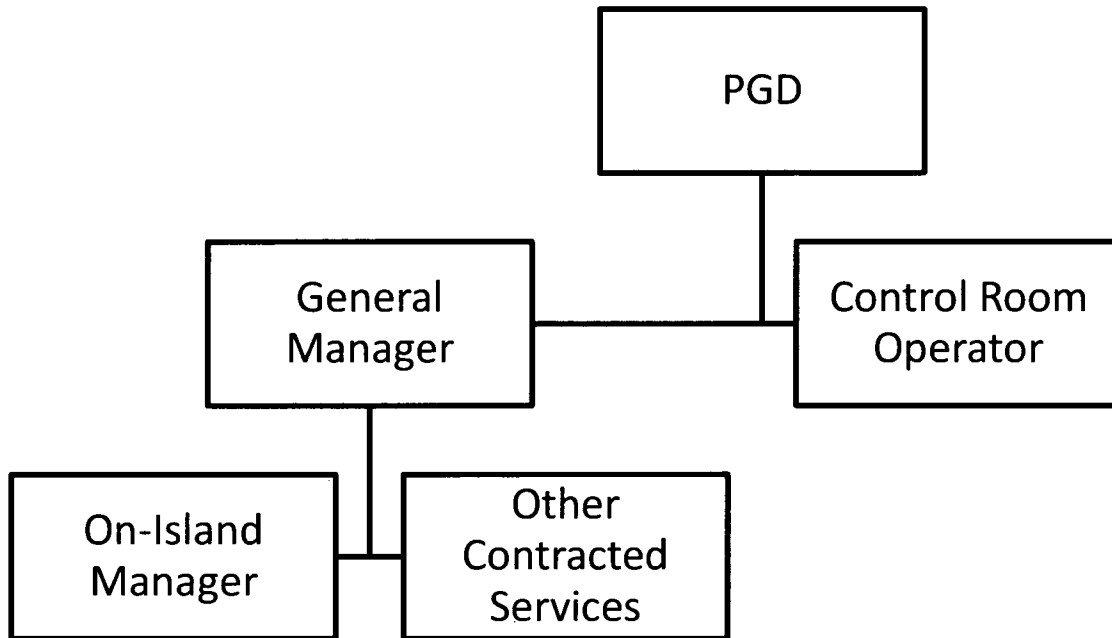 PGD
General
Manager
Control Room
Operator
On-Island
Manager
Other
Contracted
Services